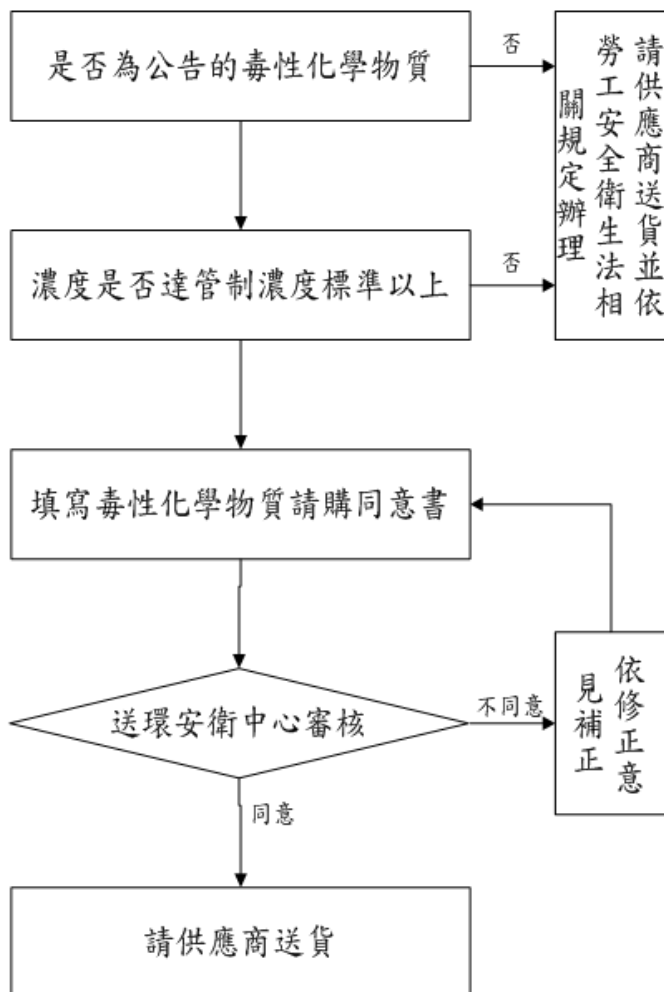 是否為公告的毒性化學物質
否
請供應商送貨並依
勞工安全衛生法相
關規定辦理
濃度是否達管制濃度標準以上
否
填寫毒性化學物質請購同意書
送環安衛中心審核
不同意
依修正意
見補正
同意
請供應商送貨